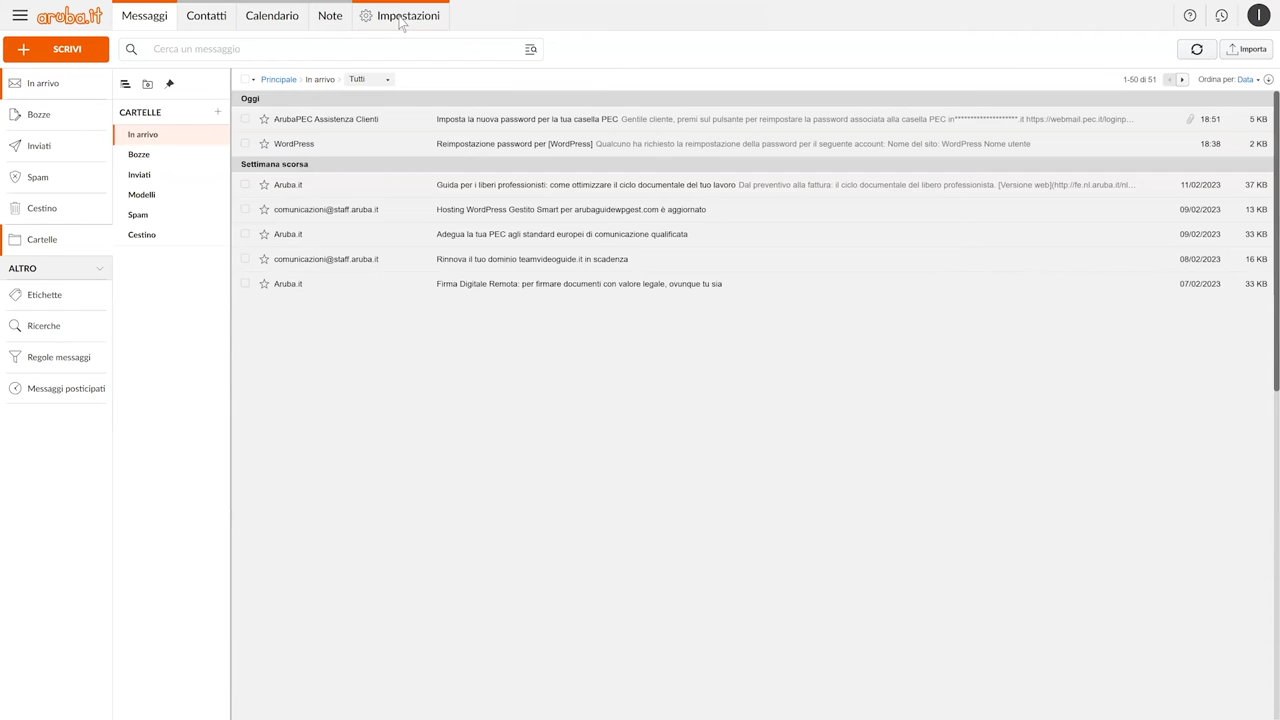 aruba.it Messaggi Contatti Calendario Note Impostazioni I
SCRIVI Cerca un messaggio Importa
In arrivo
Bozze
Inviati
Spam
Cestino
Cartelle
ALTRO
Etichette
Ricerche
Regole messaggi
Messaggi posticipati
CARTELLE +
In arrivo
Bozze
Inviati
Modelli
Spam
Cestino
Principale › In arrivo › Tutti 1-50 di 51 Ordina per: Data
Oggi
ArubaPEC Assistenza Clienti Imposta la nuova password per la tua casella PEC Gentile cliente, premi sul pulsante per reimpostare la password associata alla casella PEC in********************.it https://webmail.pec.it/loginp... 18:51 5 KB
WordPress Reimpostazione password per [WordPress] Qualcuno ha richiesto la reimpostazione della password per il seguente account: Nome del sito: WordPress Nome utente 18:38 2 KB
Settimana scorsa
Aruba.it Guida per i liberi professionisti: come ottimizzare il ciclo documentale del tuo lavoro Dal preventivo alla fattura: il ciclo documentale del libero professionista. [Versione web](http://fe.nl.aruba.it/nl... 11/02/2023 37 KB
comunicazioni@staff.aruba.it Hosting WordPress Gestito Smart per arubaguidewpgest.com è aggiornato 09/02/2023 13 KB
Aruba.it Adegua la tua PEC agli standard europei di comunicazione qualificata 09/02/2023 33 KB
comunicazioni@staff.aruba.it Rinnova il tuo dominio teamvideoguide.it in scadenza 08/02/2023 16 KB
Aruba.it Firma Digitale Remota: per firmare documenti con valore legale, ovunque tu sia 07/02/2023 33 KB